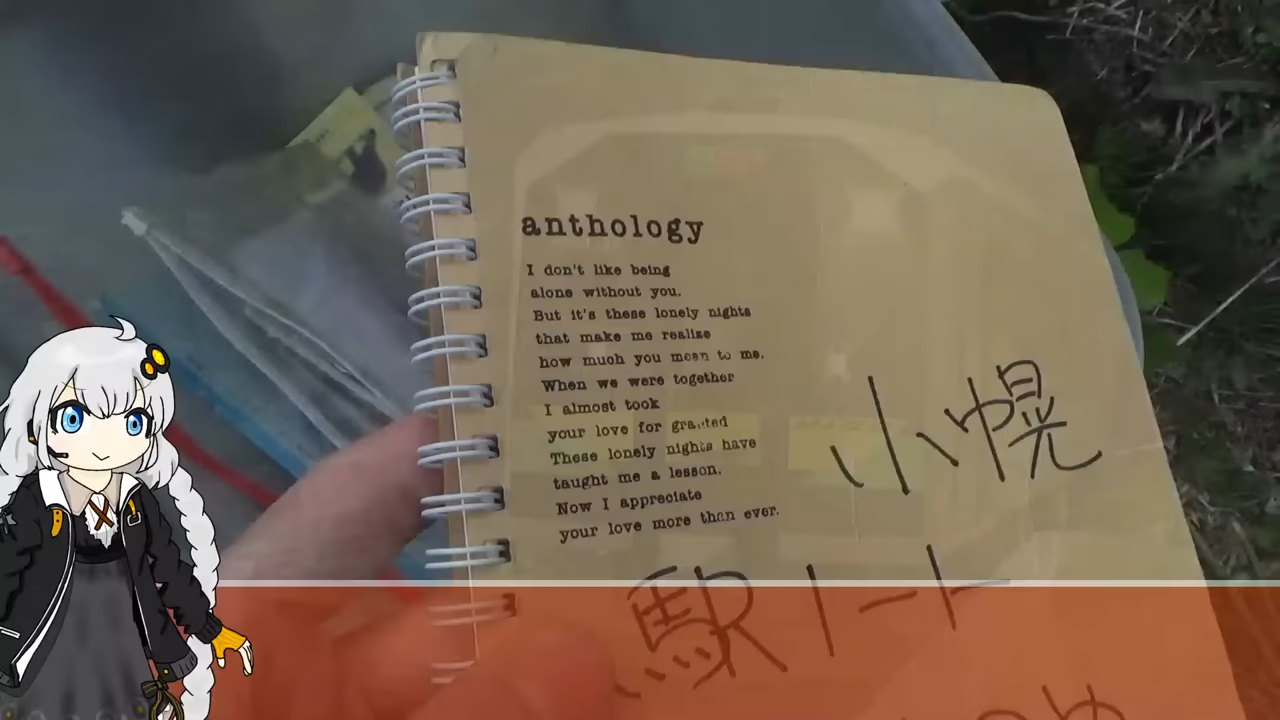 anthology
I don't like being
alone without you.
But it's these lonely nights
that make me realize
how much you mean to me.
When we were together
I almost took
your love for granted
These lonely nights have
taught me a lesson.
Now I appreciate
your love more than ever.
小幌
駅ノート